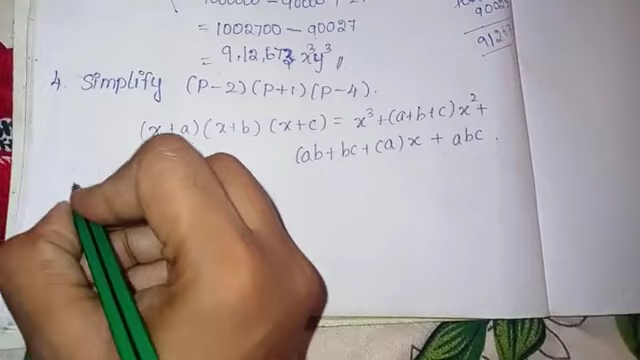 = 1002700 - 90027
= 9,12,673 x³y³ //
4. Simplify (P-2)(P+1)(P-4).
(x+a)(x+b)(x+c) = x³+(a+b+c)x²+
(ab+bc+ca)x + abc.